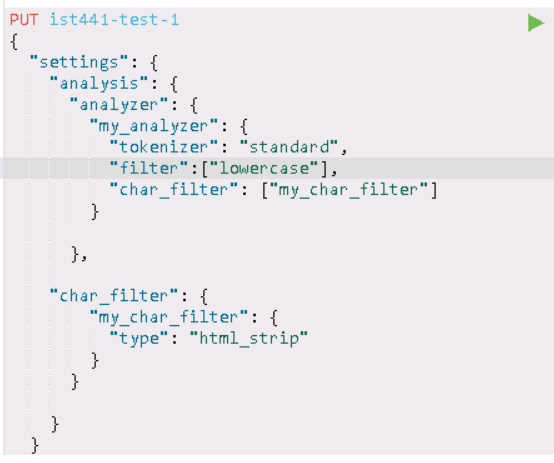 PUT ist441-test-1
{
  "settings": {
    "analysis": {
      "analyzer": {
        "my_analyzer": {
          "tokenizer": "standard",
          "filter":["lowercase"],
          "char_filter": ["my_char_filter"]
        }

      },

    "char_filter": {
        "my_char_filter": {
          "type": "html_strip"
        }
      }

    }
  }